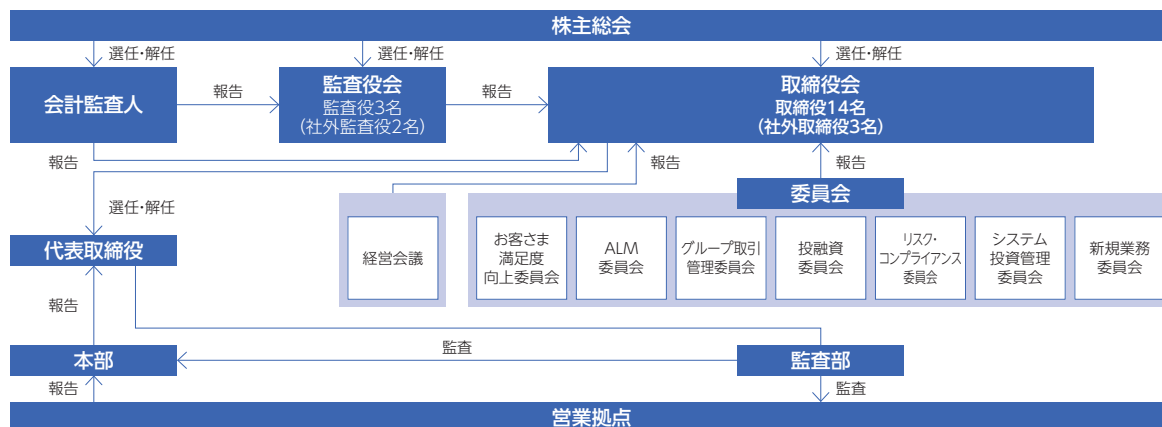 株主総会
選任・解任
選任・解任
選任・解任
会計監査人
報告
監査役会
監査役3名
（社外監査役2名）
報告
取締役会
取締役14名
（社外取締役3名）
報告
報告
報告
委員会
選任・解任
代表取締役
経営会議
お客さま
満足度
向上委員会
ALM
委員会
グループ取引
管理委員会
投融資
委員会
リスク・
コンプライアンス
委員会
システム
投資管理
委員会
新規業務
委員会
報告
本部
監査
監査部
報告
監査
営業拠点